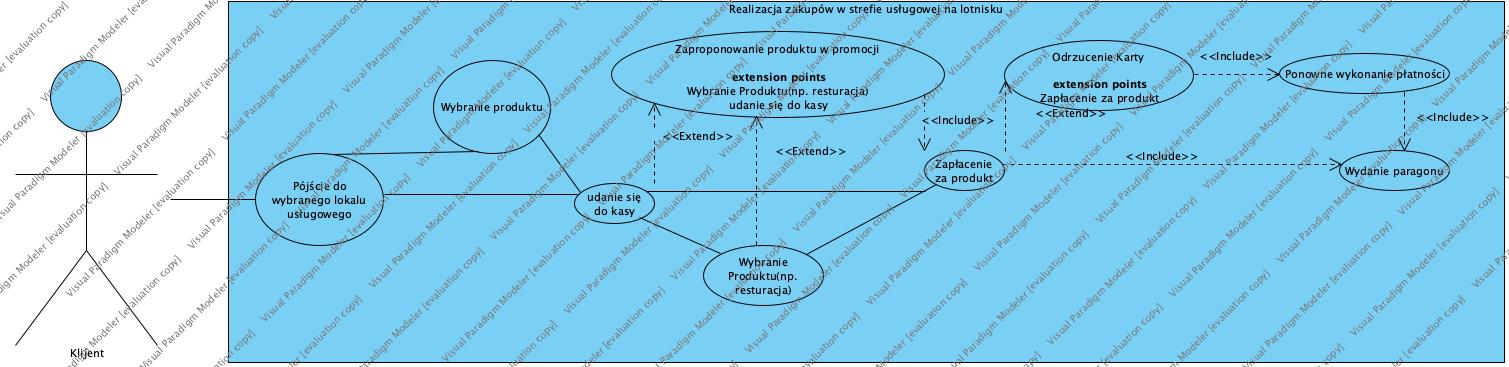 Realizacja zakupów w strefie usługowej na lotnisku
Klijent
Pójście do
wybranego lokalu
usługowego
Wybranie produktu
udanie się
do kasy
Zaproponowanie produktu w promocji
extension points
Wybranie Produktu(np. resturacja)
udanie się do kasy
<<Extend>>
<<Extend>>
Wybranie
Produktu(np.
resturacja)
<<Include>>
Zapłacenie
za produkt
Odrzucenie Karty
extension points
Zapłacenie za produkt
<<Extend>>
<<Include>>
Ponowne wykonanie płatności
<<Include>>
<<Include>>
Wydanie paragonu
Visual Paradigm Modeler [evaluation copy]